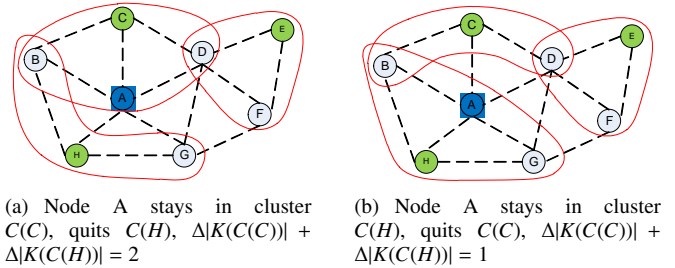 C
E
B
D
A
F
H
G
C
E
B
D
A
F
H
G
(a) Node A stays in cluster
C(C), quits C(H), Δ|K(C(C))| +
Δ|K(C(H))| = 2
(b) Node A stays in cluster
C(H), quits C(C), Δ|K(C(C))| +
Δ|K(C(H))| = 1